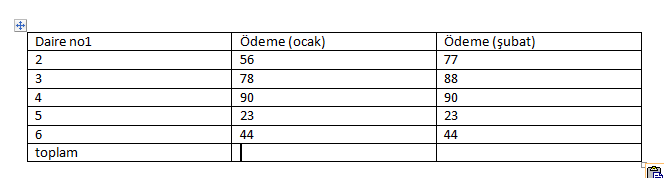 Daire no1 Ödeme (ocak) Ödeme (şubat)
2 56 77
3 78 88
4 90 90
5 23 23
6 44 44
toplam